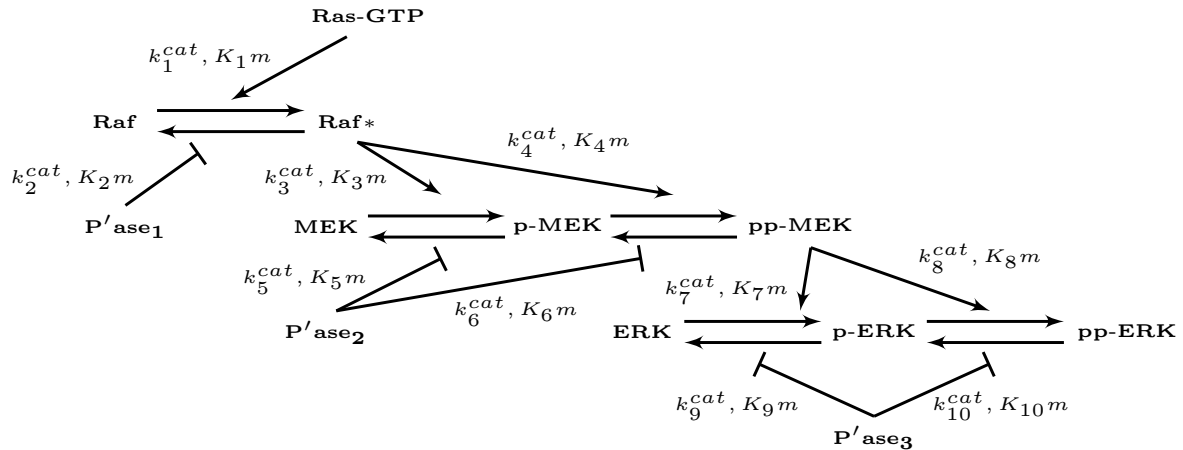 Ras-GTP
k₁ᶜᵃᵗ, K₁m
Raf Raf*
k₄ᶜᵃᵗ, K₄m
k₂ᶜᵃᵗ, K₂m k₃ᶜᵃᵗ, K₃m
P′ase₁ MEK p-MEK pp-MEK
k₈ᶜᵃᵗ, K₈m
k₅ᶜᵃᵗ, K₅m k₇ᶜᵃᵗ, K₇m
k₆ᶜᵃᵗ, K₆m
P′ase₂ ERK p-ERK pp-ERK
k₉ᶜᵃᵗ, K₉m k₁₀ᶜᵃᵗ, K₁₀m
P′ase₃